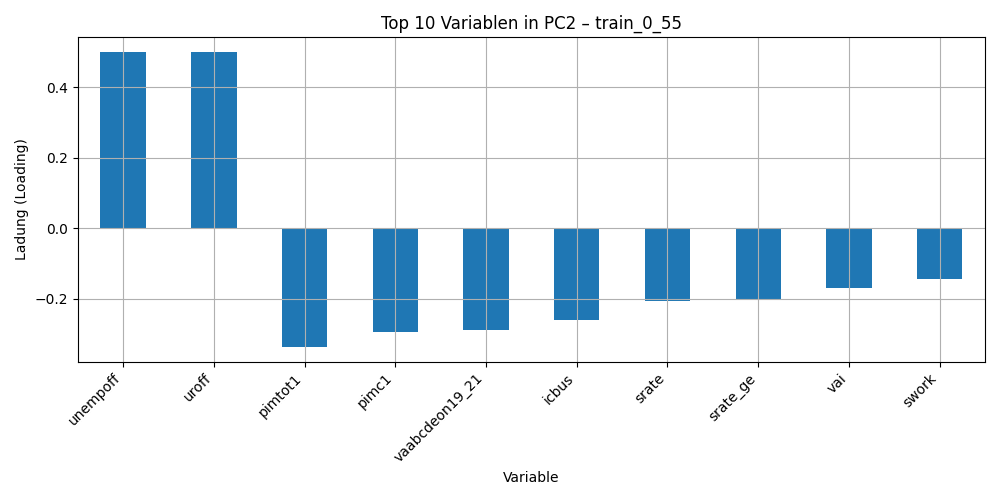 Top 10 Variablen in PC2 – train_0_55
Ladung (Loading)
0.4
0.2
0.0
−0.2
unempoff
uroff
pimtot1
pimc1
vaabcdeon19_21
icbus
srate
srate_ge
vai
swork
Variable